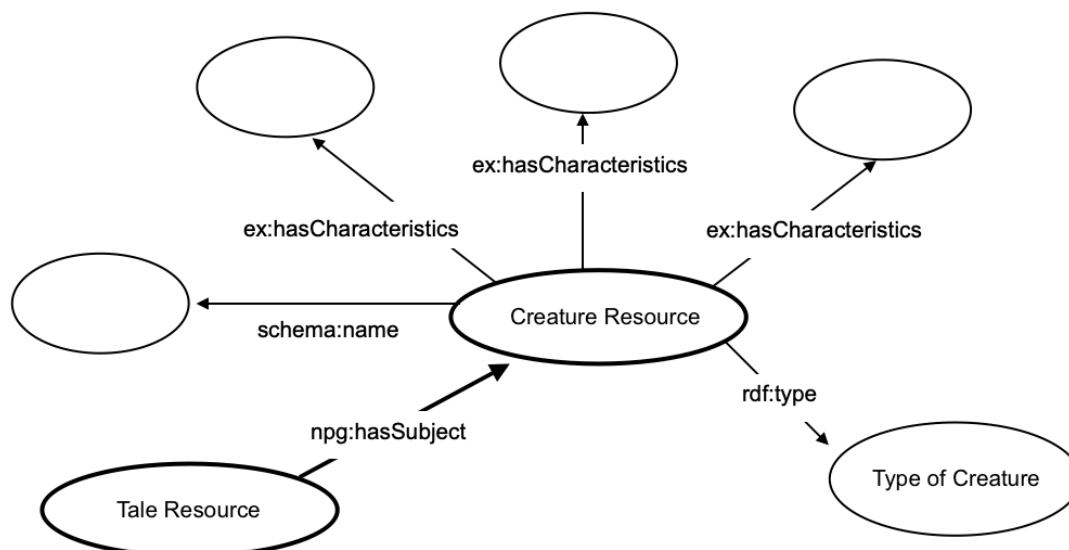 ex:hasCharacteristics
ex:hasCharacteristics
ex:hasCharacteristics
Creature Resource
schema:name
rdf:type
npg:hasSubject
Type of Creature
Tale Resource